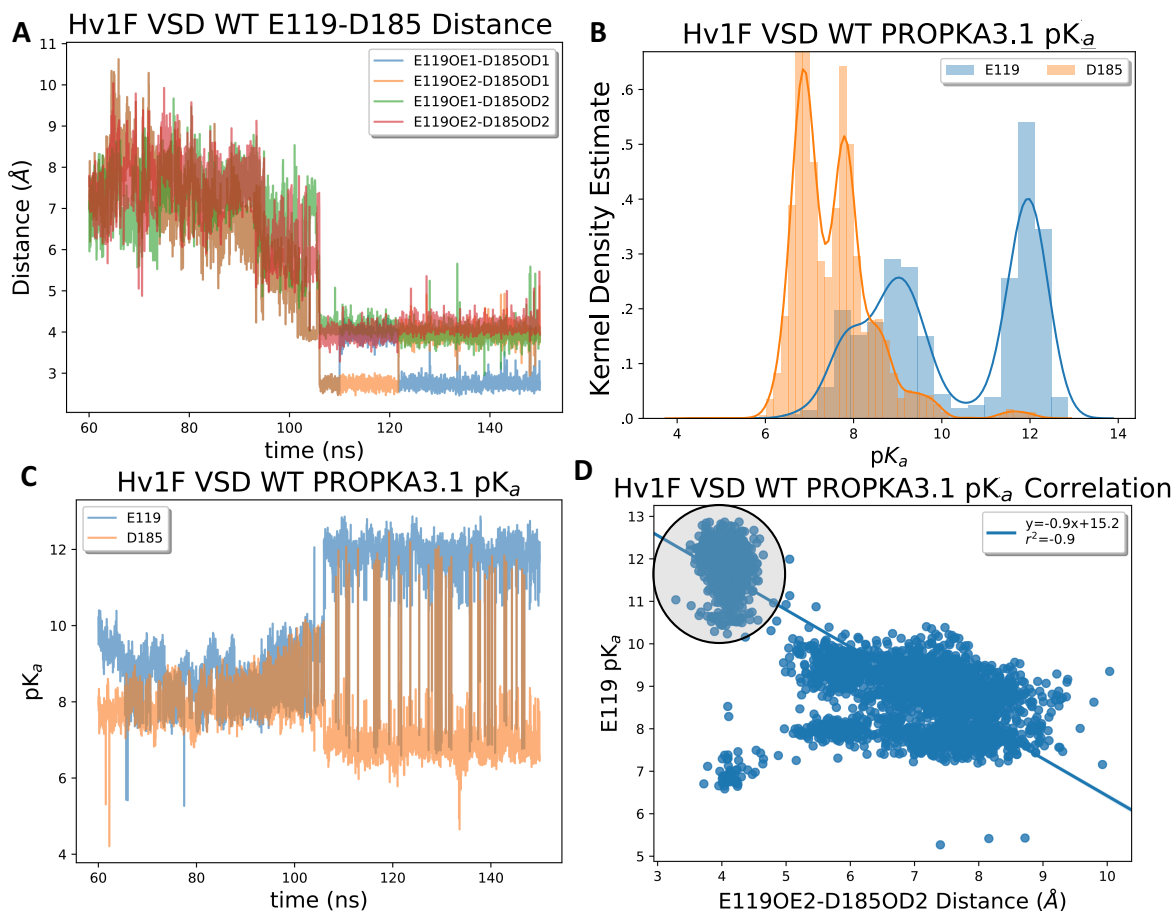 A
Hv1F VSD WT E119-D185 Distance
E119OE1-D185OD1
E119OE2-D185OD1
E119OE1-D185OD2
E119OE2-D185OD2
Distance (Å)
11
10
9
8
7
6
5
4
3
60
80
100
120
140
time (ns)
B
Hv1F VSD WT PROPKA3.1 pKa
E119
D185
Kernel Density Estimate
.6
.5
.4
.3
.2
.1
.0
4
6
8
10
12
14
pKa
C
Hv1F VSD WT PROPKA3.1 pKa
E119
D185
pKa
12
10
8
6
4
60
80
100
120
140
time (ns)
D
Hv1F VSD WT PROPKA3.1 pKa Correlation
y=-0.9x+15.2
r²=-0.9
E119 pKa
13
12
11
10
9
8
7
6
5
3
4
5
6
7
8
9
10
E119OE2-D185OD2 Distance (Å)